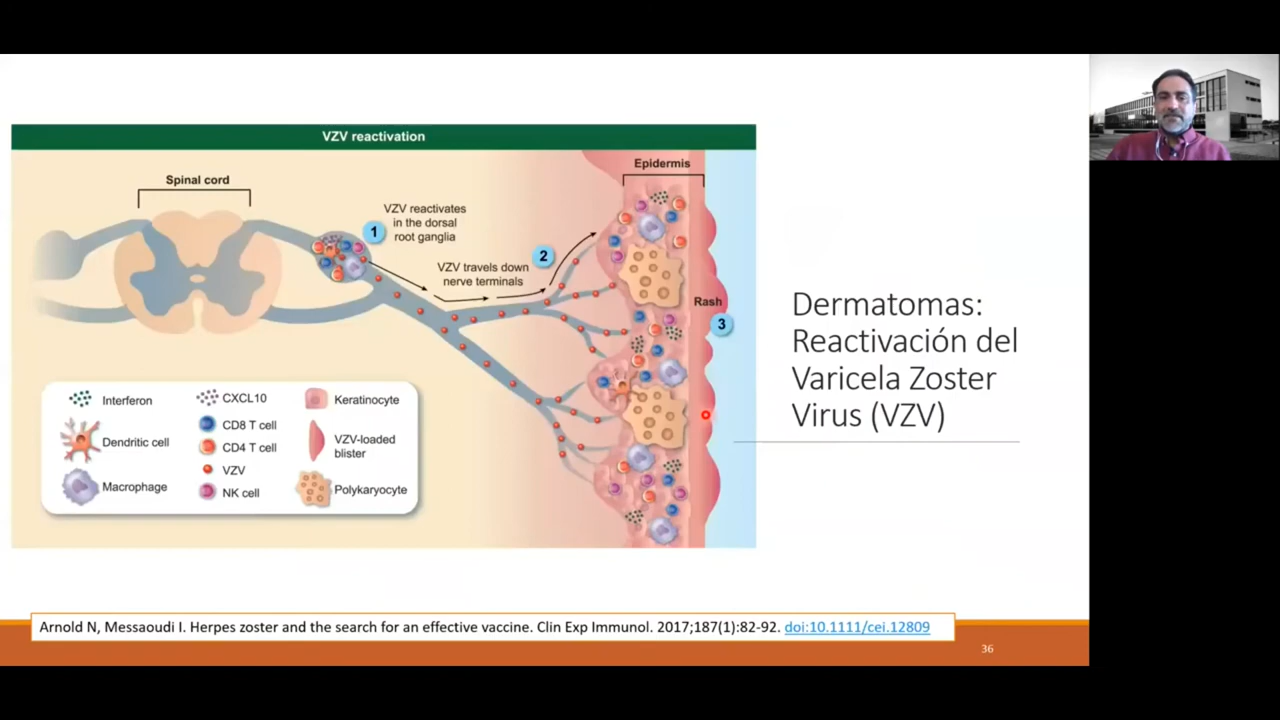 VZV reactivation
Spinal cord
Epidermis
1
VZV reactivates
in the dorsal
root ganglia
2
VZV travels down
nerve terminals
Rash
3
Interferon
Dendritic cell
Macrophage
CXCL10
CD8 T cell
CD4 T cell
VZV
NK cell
Keratinocyte
VZV-loaded
blister
Polykaryocyte
Dermatomas:
Reactivación del
Varicela Zoster
Virus (VZV)
Arnold N, Messaoudi I. Herpes zoster and the search for an effective vaccine. Clin Exp Immunol. 2017;187(1):82-92. doi:10.1111/cei.12809
36